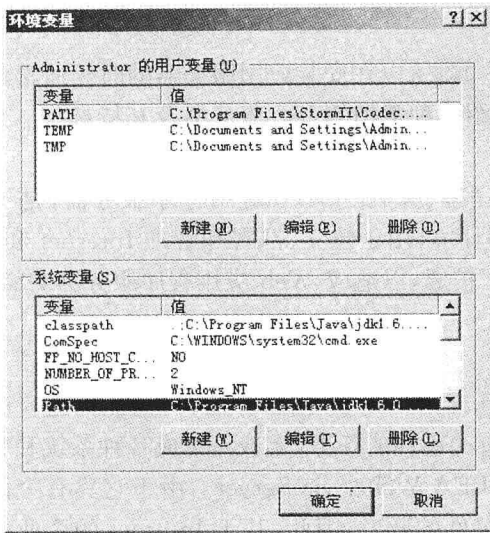 环境变量
Administrator 的用户变量(U)
变量 值
PATH C:\Program Files\StormII\Codec;...
TEMP C:\Documents and Settings\Admin...
TMP C:\Documents and Settings\Admin...
新建(N) 编辑(E) 删除(D)
系统变量(S)
变量 值
classpath .;C:\Program Files\Java\jdk1.6....
ComSpec C:\WINDOWS\system32\cmd.exe
FP_NO_HOST_C... NO
NUMBER_OF_PR... 2
OS Windows_NT
Path C:\Program Files\Java\jdk1.6.0...
新建(W) 编辑(I) 删除(L)
确定 取消